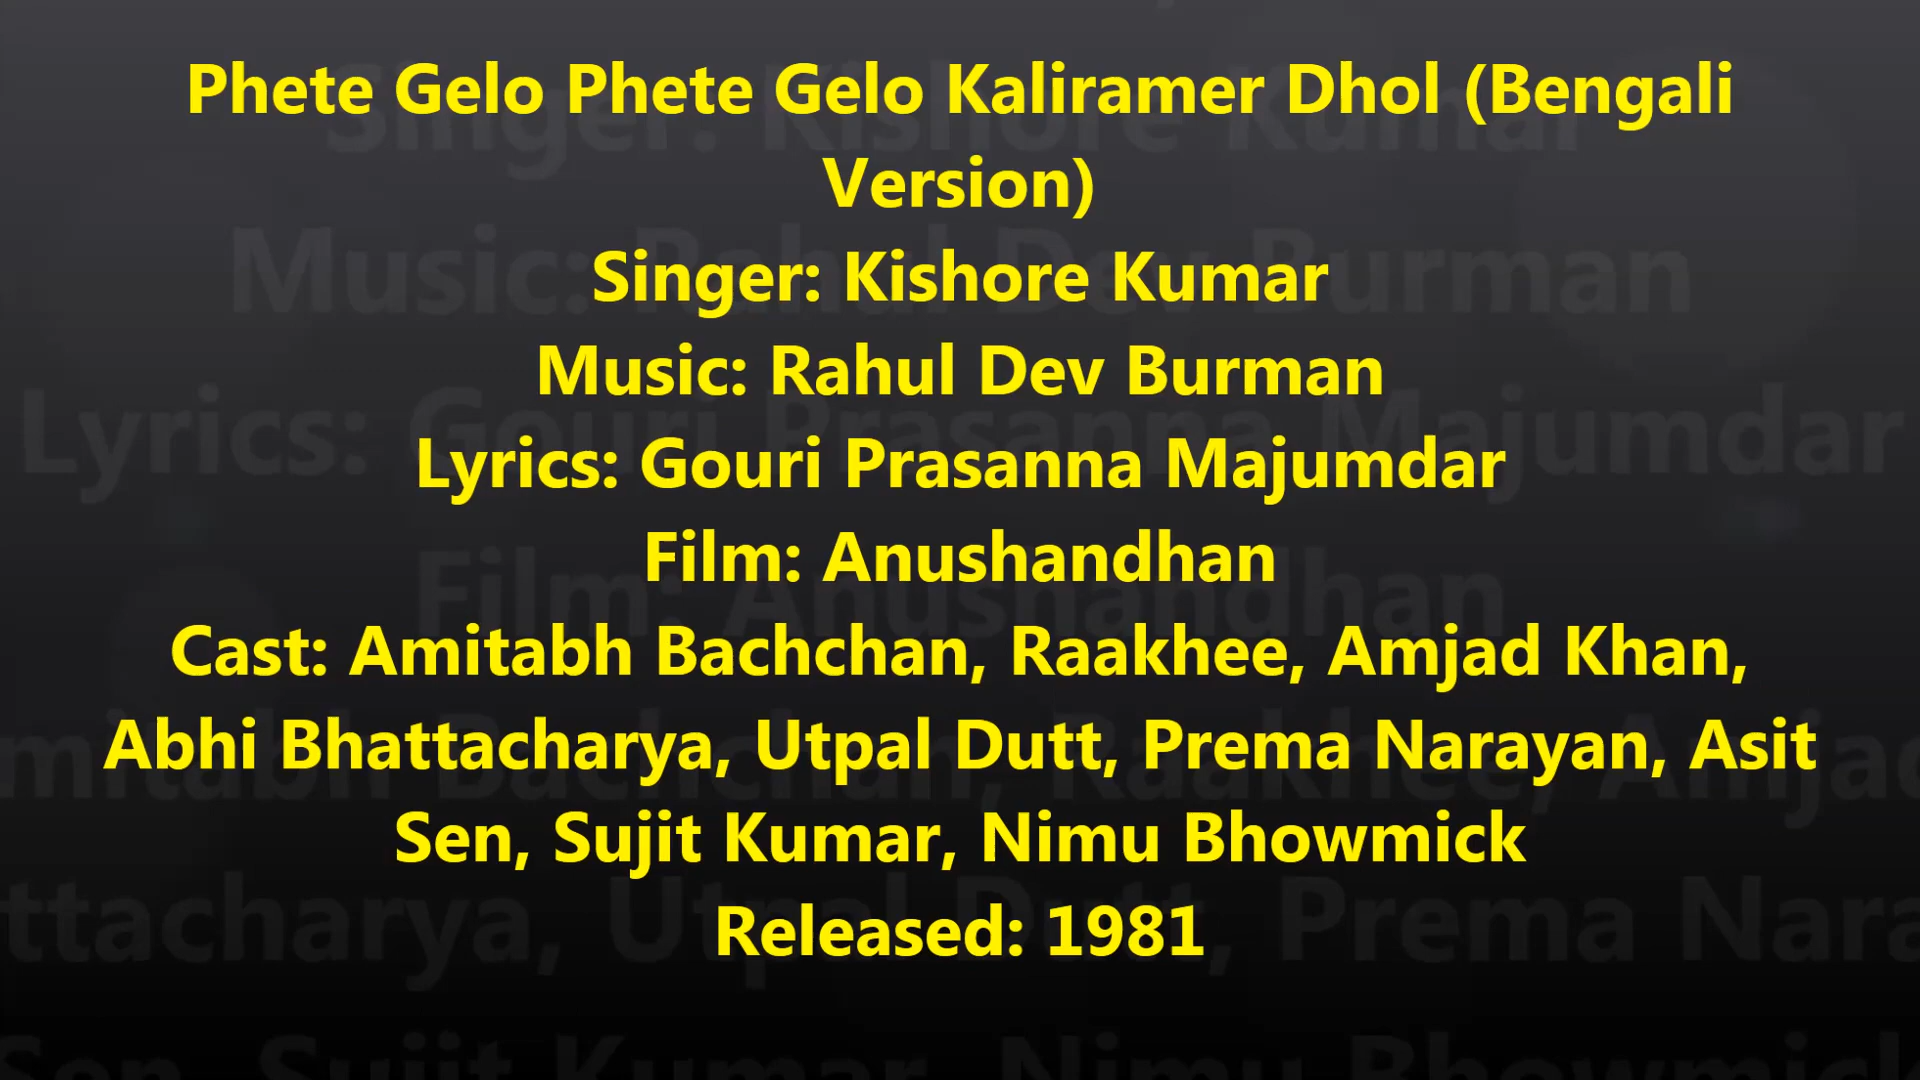 Phete Gelo Phete Gelo Kaliramer Dhol (Bengali
Version)
Singer: Kishore Kumar
Music: Rahul Dev Burman
Lyrics: Gouri Prasanna Majumdar
Film: Anushandhan
Cast: Amitabh Bachchan, Raakhee, Amjad Khan,
Abhi Bhattacharya, Utpal Dutt, Prema Narayan, Asit
Sen, Sujit Kumar, Nimu Bhowmick
Released: 1981